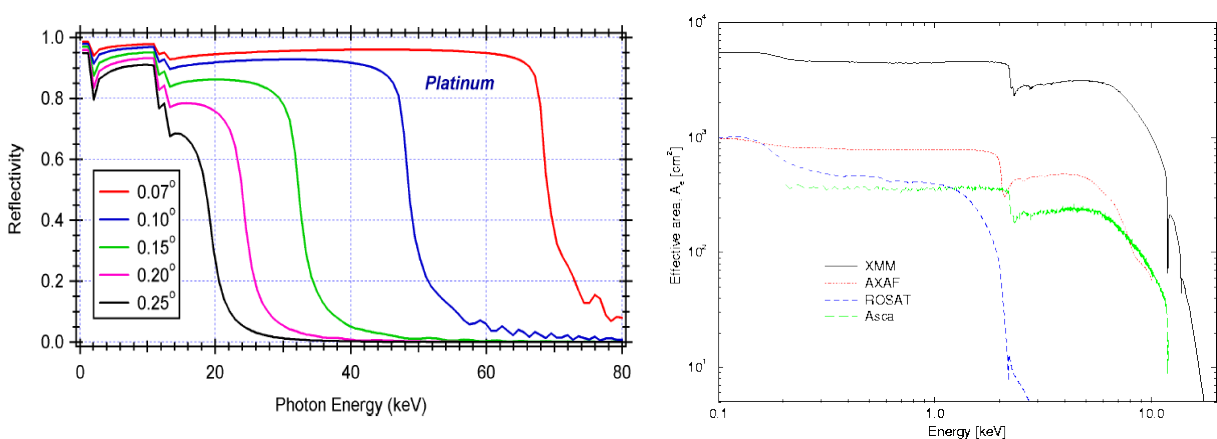 1.0
0.8
0.6
0.4
0.2
0.0
Reflectivity
Platinum
0.07°
0.10°
0.15°
0.20°
0.25°
0 20 40 60 80
Photon Energy (keV)
10⁴
10³
10²
10¹
Effective area, Aₑ [cm²]
XMM
AXAF
ROSAT
Asca
0.1 1.0 10.0
Energy [keV]